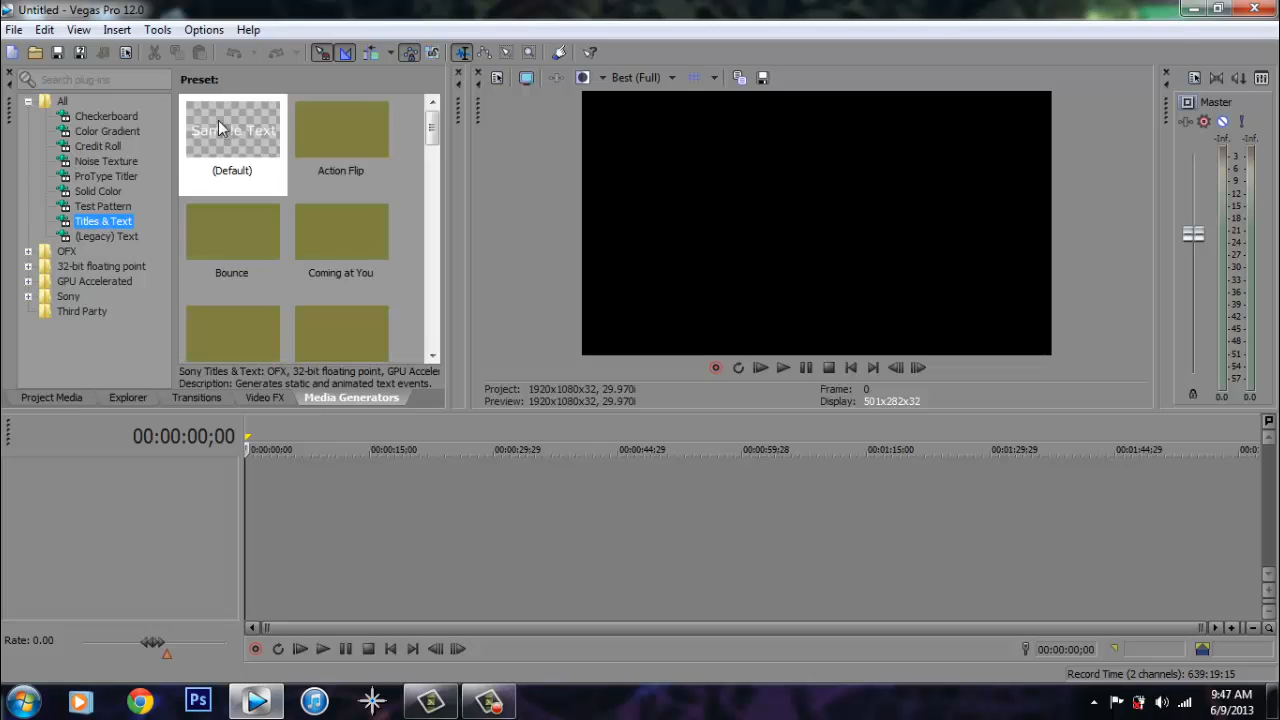 Untitled - Vegas Pro 12.0
File Edit View Insert Tools Options Help
Search plug-ins
Preset:
All
Checkerboard
Color Gradient
Credit Roll
Noise Texture
ProType Titler
Solid Color
Test Pattern
Titles & Text
(Legacy) Text
OFX
32-bit floating point
GPU Accelerated
Sony
Third Party
Sample Text
(Default)
Action Flip
Bounce
Coming at You
Sony Titles & Text: OFX, 32-bit floating point, GPU Acceler
Description: Generates static and animated text events.
Project Media Explorer Transitions Video FX Media Generators
Best (Full)
Project: 1920x1080x32, 29.970i
Preview: 1920x1080x32, 29.970i
Frame: 0
Display: 501x282x32
Master
-Inf. -Inf.
3
6
9
12
15
18
21
24
27
30
33
36
39
42
45
48
51
54
57
0.0 0.0
00:00:00;00
0:00:00;00 00:00:15;00 00:00:29;29 00:00:44;29 00:00:59;28 00:01:15;00 00:01:29;29 00:01:44;29 00:0
Rate: 0.00
00:00:00;00
Record Time (2 channels): 639:19:15
Ps
9:47 AM
6/9/2013